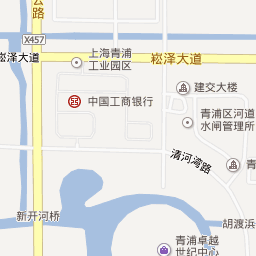 公路
X457
崧泽大道
上海青浦
工业园区
崧泽大道
建交大楼
中国工商银行
青浦区河道
水闸管理所
清河湾路
新开河桥
胡渡浜
青浦卓越
世纪中心